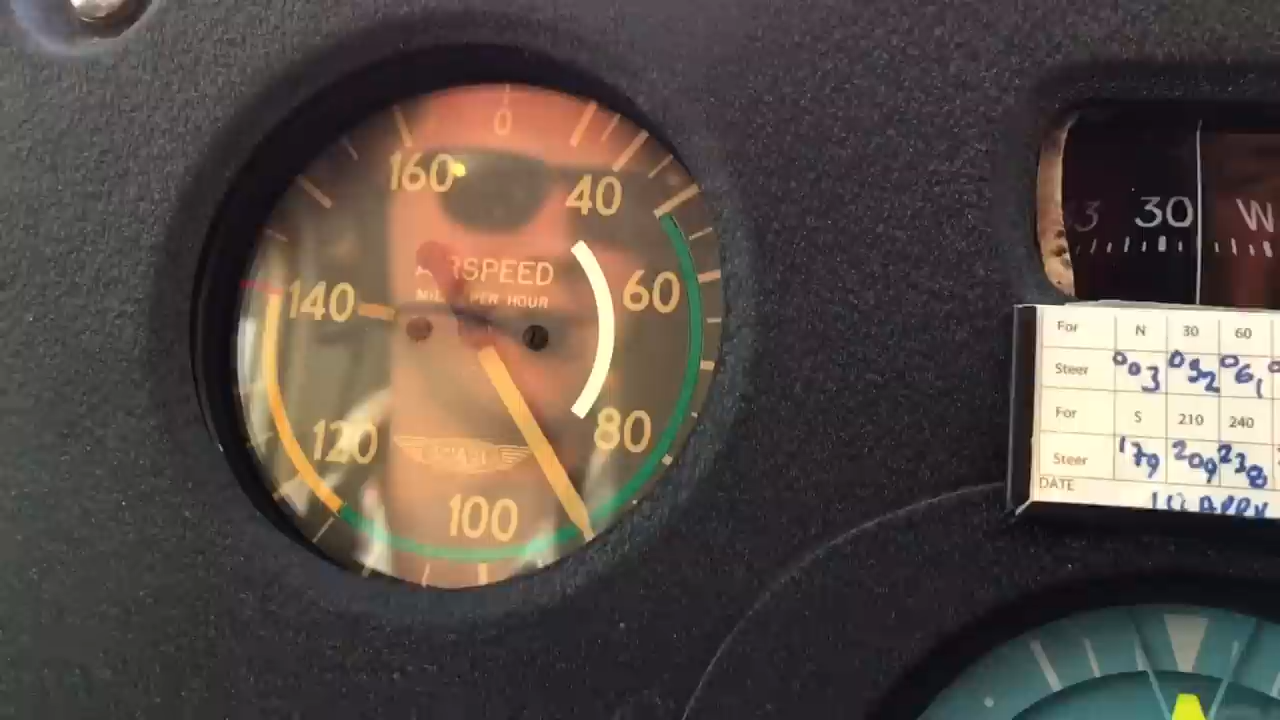 0
160
40
AIRSPEED
MILES PER HOUR
140
60
120
80
100
33 30 W
For N 30 60
Steer 003 032 061
For S 210 240
Steer 179 209 238
DATE